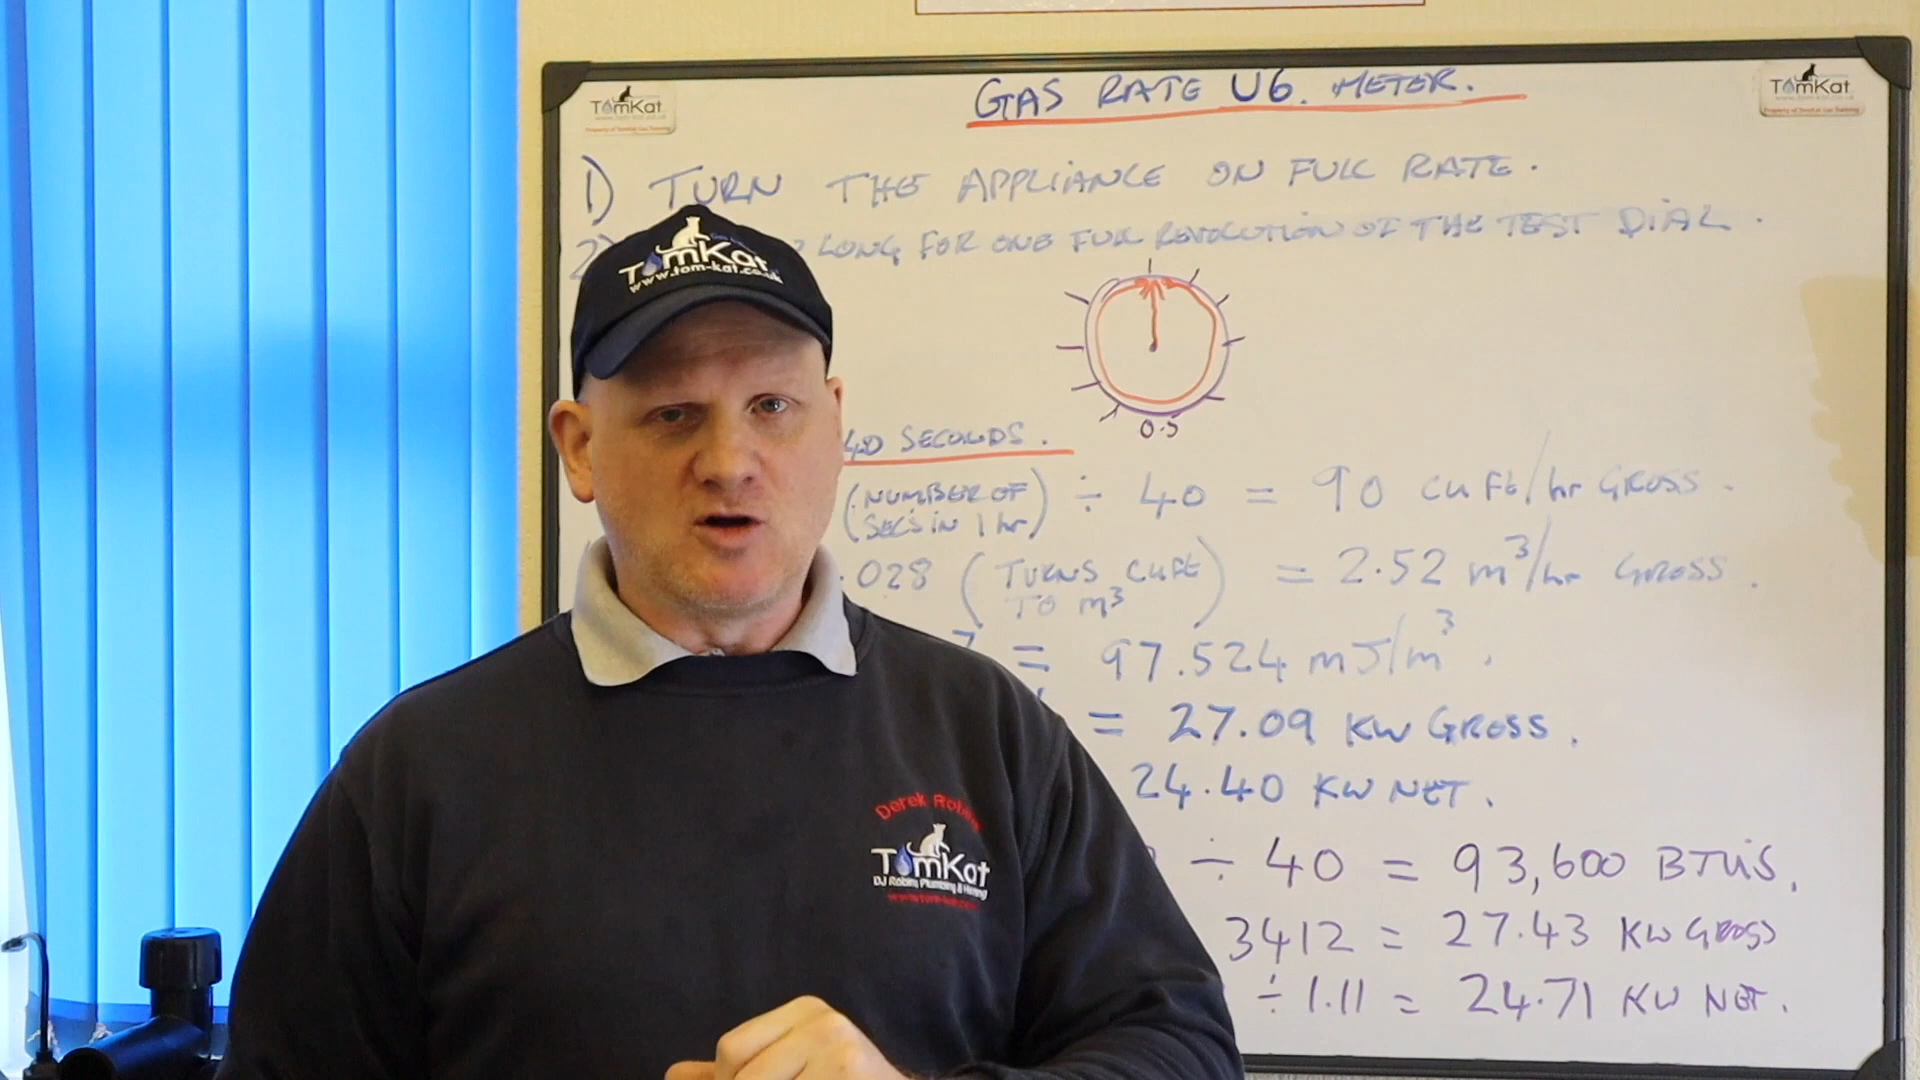 GAS RATE U6. METER.
TomKat
TomKat
1) TURN THE APPLIANCE ON FULL RATE.
2) LONG FOR ONE FULL REVOLUTION OF THE TEST DIAL.
0.5
40 SECONDS.
(NUMBER OF SECS IN 1 hr) ÷ 40 = 90 cu ft/hr GROSS.
.028 (TURNS CUFT TO m³) = 2.52 m³/hr GROSS.
= 97.524 mJ/m³.
= 27.09 KW GROSS.
24.40 KW NET.
÷ 40 = 93,600 BTU'S.
3412 = 27.43 KW GROSS
÷ 1.11 = 24.71 KW NET.
TomKat
www.tom-kat.co.uk
Derek
TomKat
DJ Robins Plumbing & Heating